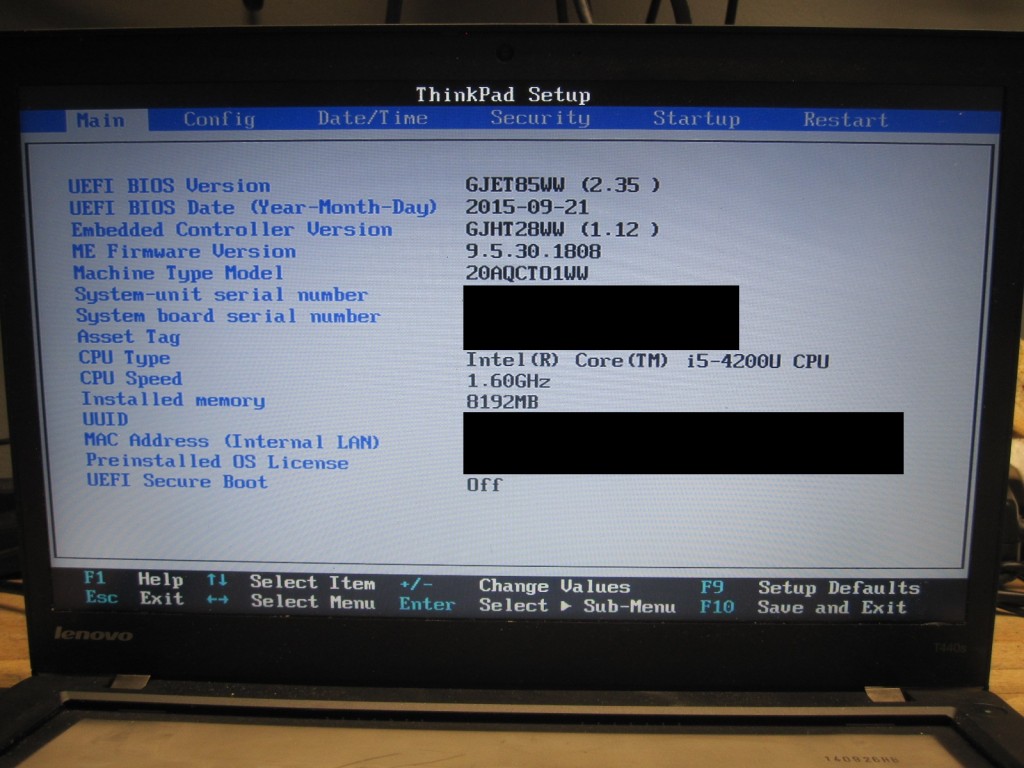 ThinkPad Setup
Main Config Date/Time Security Startup Restart
UEFI BIOS Version GJET85WW (2.35 )
UEFI BIOS Date (Year-Month-Day) 2015-09-21
Embedded Controller Version GJHT28WW (1.12 )
ME Firmware Version 9.5.30.1808
Machine Type Model 20AQCTO1WW
System-unit serial number
System board serial number
Asset Tag
CPU Type Intel(R) Core(TM) i5-4200U CPU
CPU Speed 1.60GHz
Installed memory 8192MB
UUID
MAC Address (Internal LAN)
Preinstalled OS License
UEFI Secure Boot Off
F1 Help ↑↓ Select Item +/- Change Values F9 Setup Defaults
Esc Exit ←→ Select Menu Enter Select ▶ Sub-Menu F10 Save and Exit
lenovo
T440s